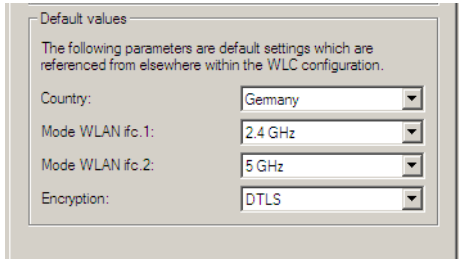 Default values
The following parameters are default settings which are
referenced from elsewhere within the WLC configuration.
Country:
Germany
Mode WLAN ifc.1:
2.4 GHz
Mode WLAN ifc.2:
5 GHz
Encryption:
DTLS